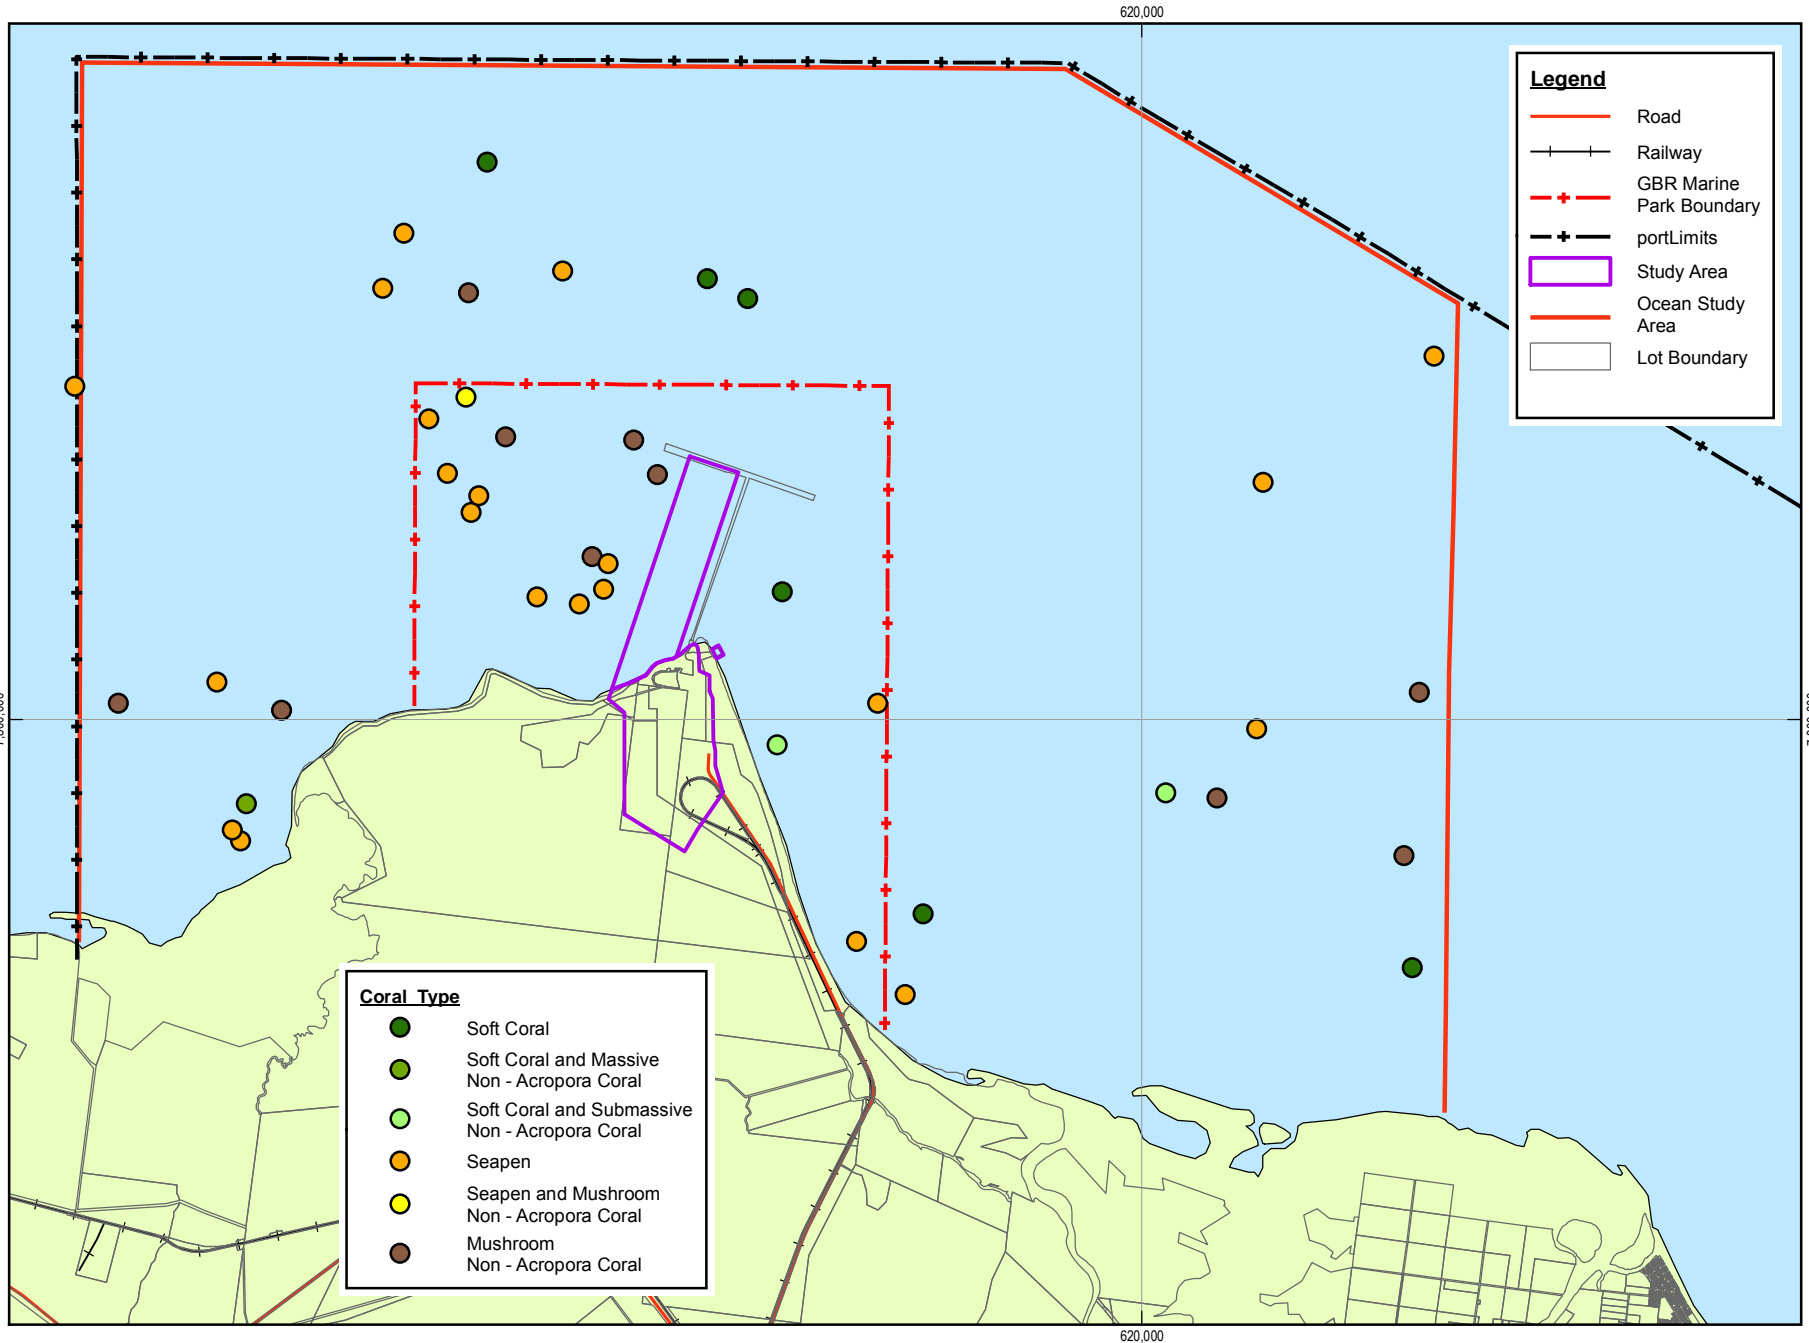 620,000
Legend
Road
Railway
GBR Marine
Park Boundary
portLimits
Study Area
Ocean Study
Area
Lot Boundary
Coral_Type
Soft Coral
Soft Coral and Massive
Non - Acropora Coral
Soft Coral and Submassive
Non - Acropora Coral
Seapen
Seapen and Mushroom
Non - Acropora Coral
Mushroom
Non - Acropora Coral
620,000